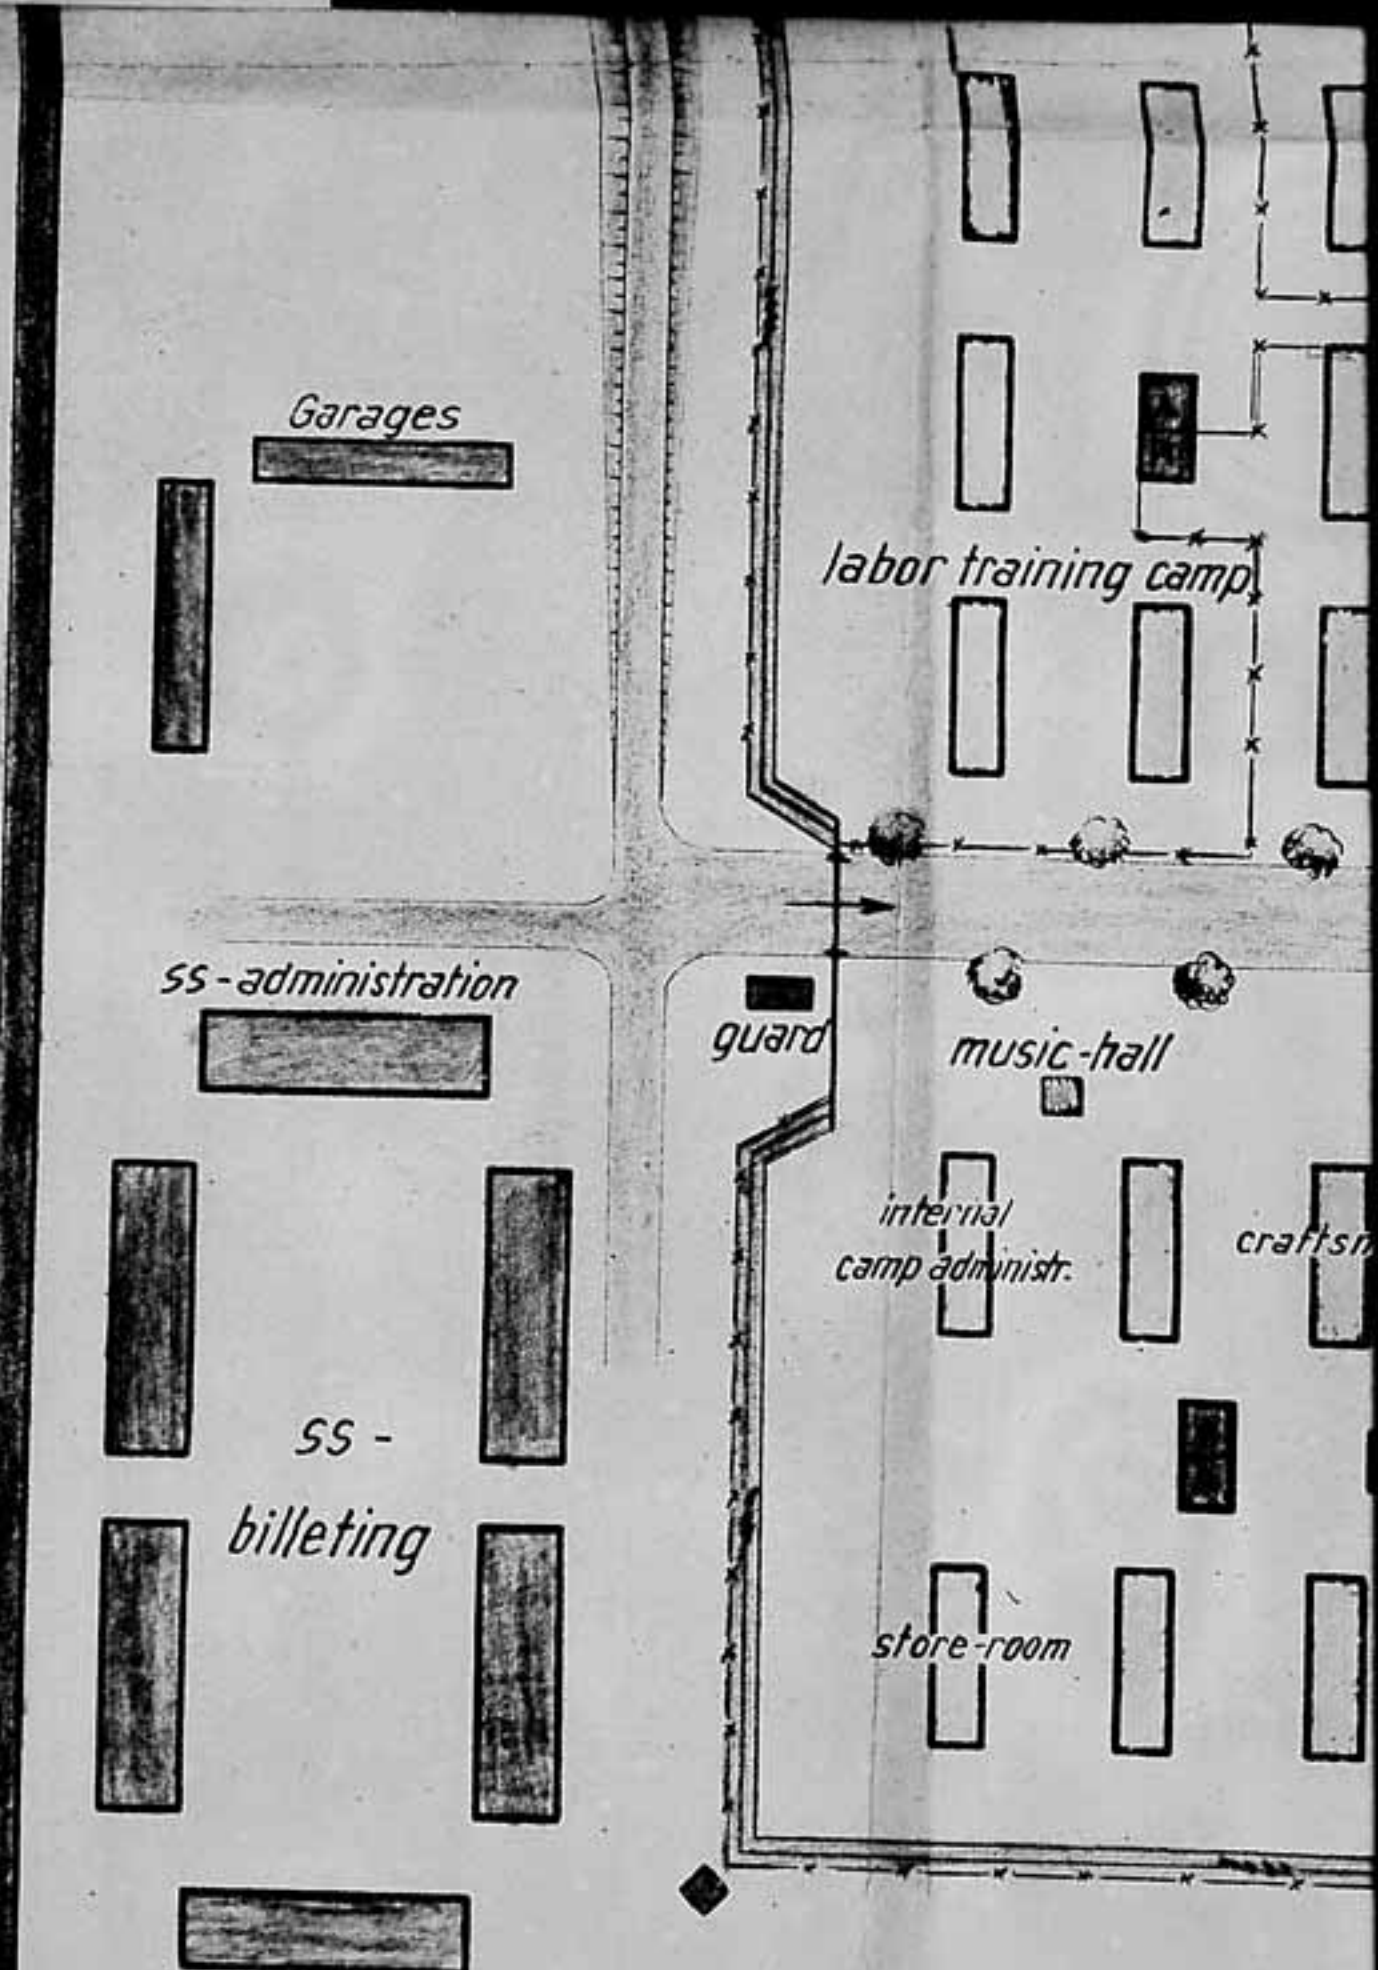 Garages
labor training camp
ss-administration
guard
music-hall
internal
camp administr.
ss -
billeting
store-room